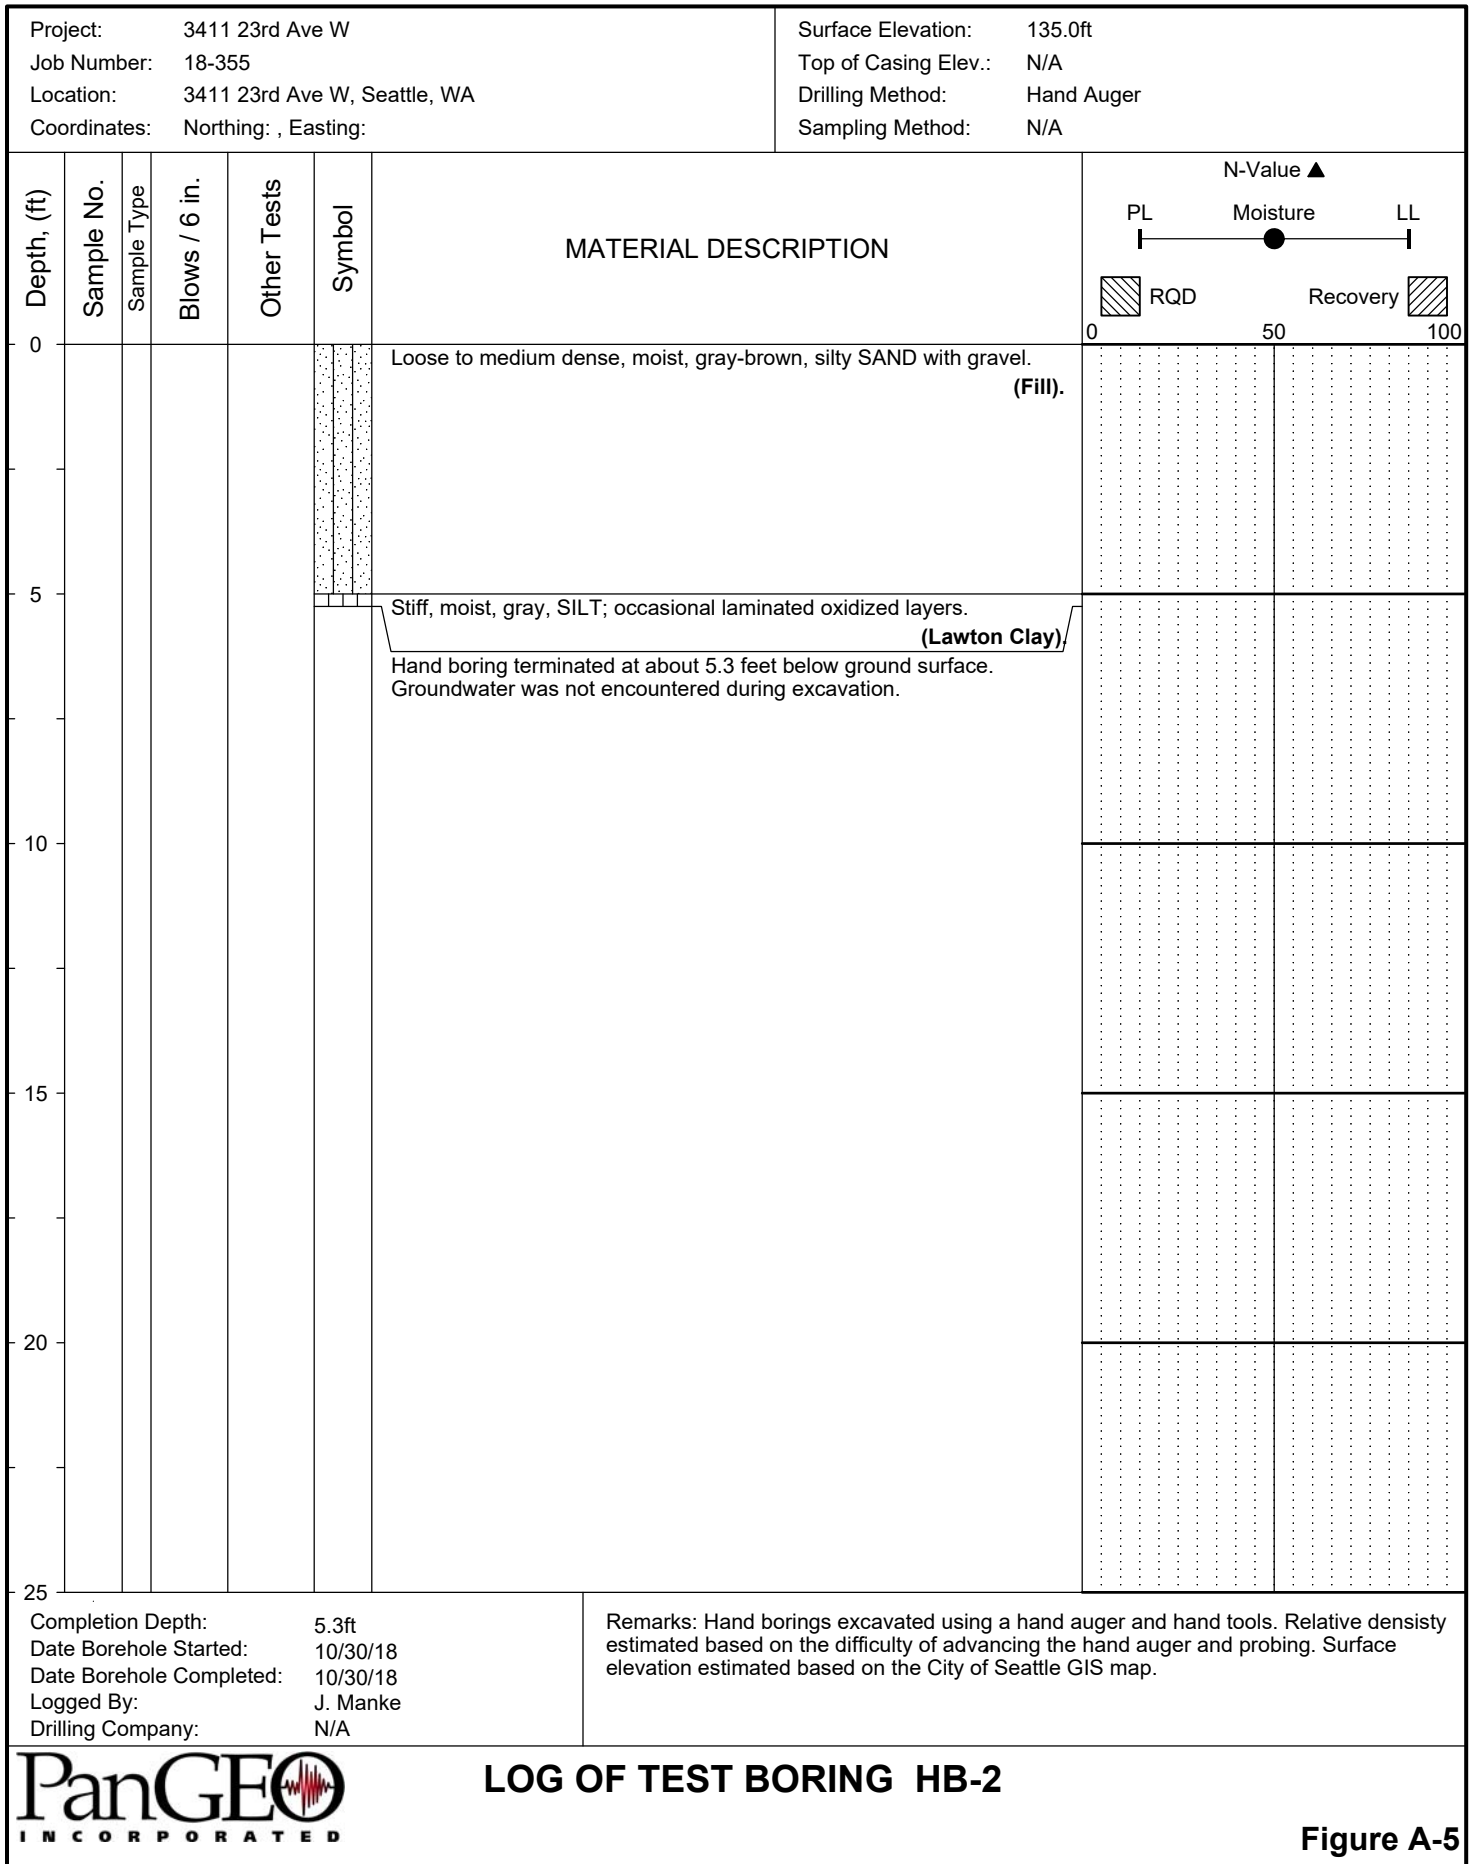 Project: 3411 23rd Ave W
Job Number: 18-355
Location: 3411 23rd Ave W, Seattle, WA
Coordinates: Northing: , Easting:
Surface Elevation: 135.0ft
Top of Casing Elev.: N/A
Drilling Method: Hand Auger
Sampling Method: N/A
Depth, (ft)
Sample No.
Sample Type
Blows / 6 in.
Other Tests
Symbol
MATERIAL DESCRIPTION
N-Value ▲
PL Moisture LL
RQD Recovery
0 50 100
0
Loose to medium dense, moist, gray-brown, silty SAND with gravel.
(Fill).
5
Stiff, moist, gray, SILT; occasional laminated oxidized layers.
(Lawton Clay).
Hand boring terminated at about 5.3 feet below ground surface.
Groundwater was not encountered during excavation.
10
15
20
25
Completion Depth: 5.3ft
Date Borehole Started: 10/30/18
Date Borehole Completed: 10/30/18
Logged By: J. Manke
Drilling Company: N/A
Remarks: Hand borings excavated using a hand auger and hand tools. Relative densisty
estimated based on the difficulty of advancing the hand auger and probing. Surface
elevation estimated based on the City of Seattle GIS map.
PanGEO
INCORPORATED
LOG OF TEST BORING HB-2
Figure A-5